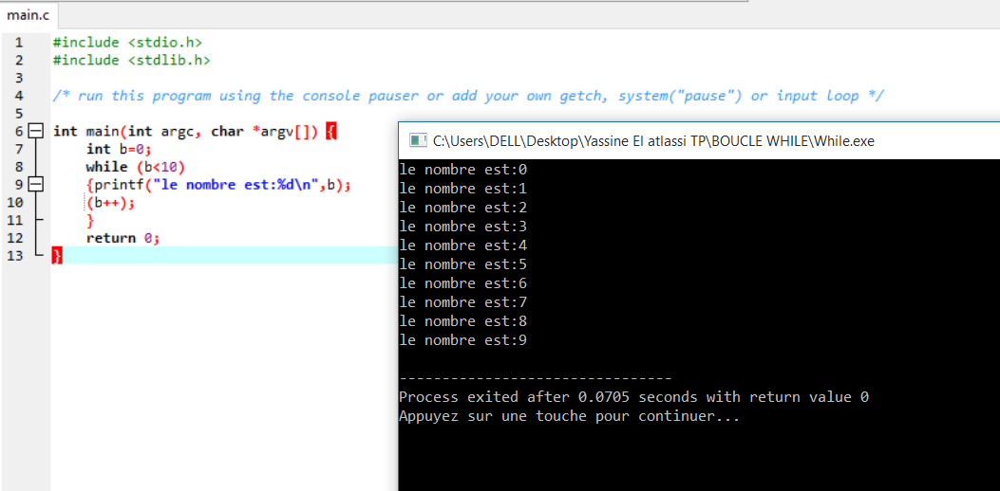 main.c
1 #include <stdio.h>
2 #include <stdlib.h>
3
4 /* run this program using the console pauser or add your own getch, system("pause") or input loop */
5
6 int main(int argc, char *argv[]) {
7 int b=0;
8 while (b<10)
9 {printf("le nombre est:%d\n",b);
10 (b++);
11 }
12 return 0;
13 }
C:\Users\DELL\Desktop\Yassine El atlassi TP\BOUCLE WHILE\While.exe
le nombre est:0
le nombre est:1
le nombre est:2
le nombre est:3
le nombre est:4
le nombre est:5
le nombre est:6
le nombre est:7
le nombre est:8
le nombre est:9
--------------------------------
Process exited after 0.0705 seconds with return value 0
Appuyez sur une touche pour continuer...